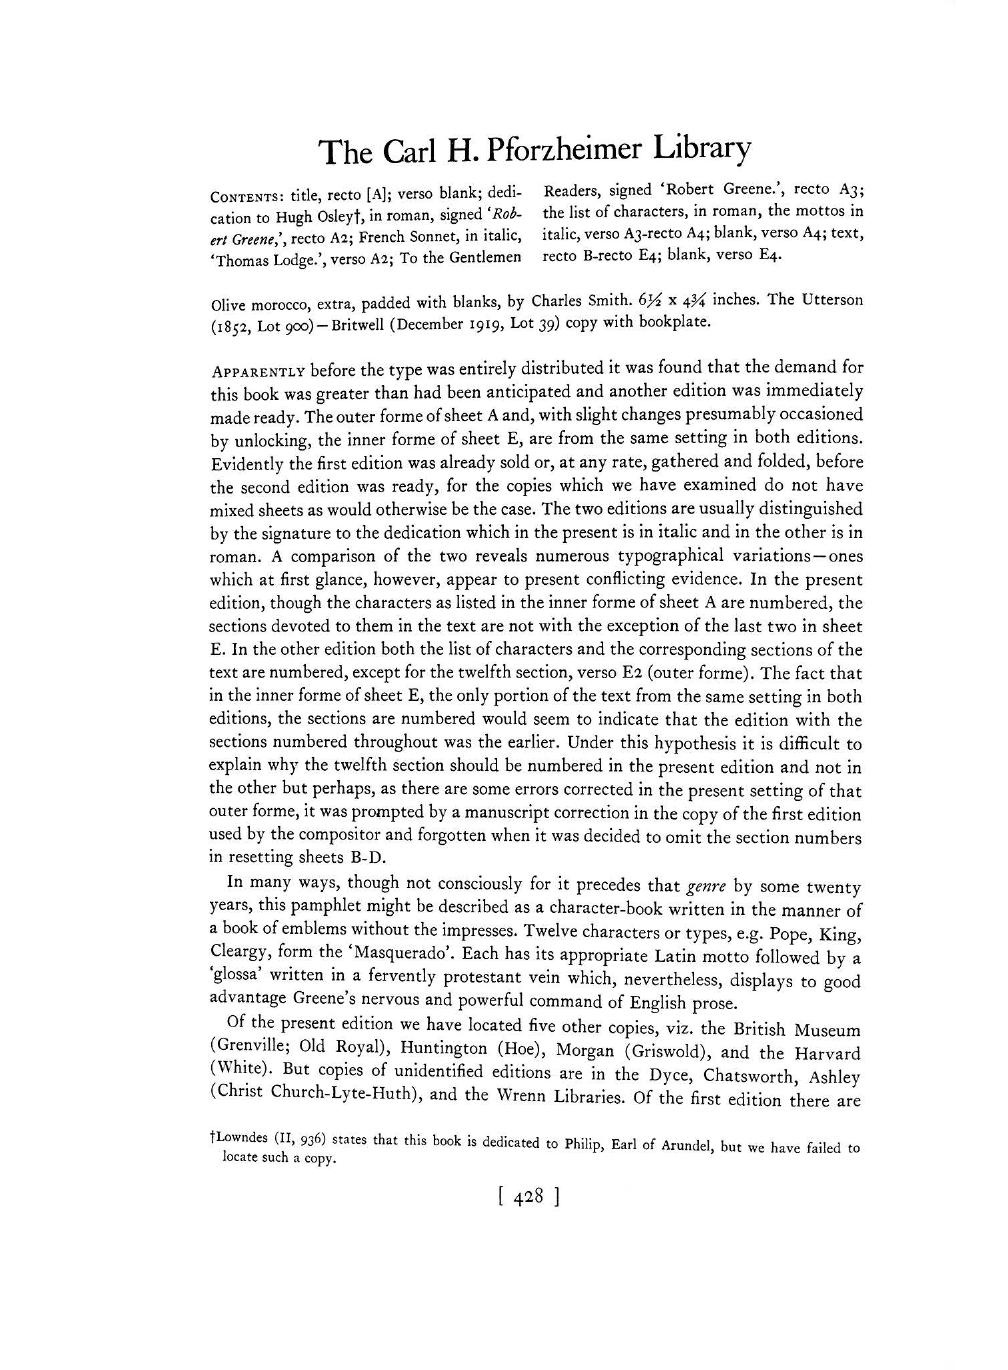 The Carl H. Pforzheimer Library
CONTENTS: title, recto [A]; verso blank; dedi-
cation to Hugh Osley†, in roman, signed ‘Rob-
ert Greene,’, recto A2; French Sonnet, in italic,
‘Thomas Lodge.’, verso A2; To the Gentlemen
Readers, signed ‘Robert Greene.’, recto A3;
the list of characters, in roman, the mottos in
italic, verso A3-recto A4; blank, verso A4; text,
recto B-recto E4; blank, verso E4.
Olive morocco, extra, padded with blanks, by Charles Smith. 6½ x 4¾ inches. The Utterson
(1852, Lot 900)—Britwell (December 1919, Lot 39) copy with bookplate.
APPARENTLY before the type was entirely distributed it was found that the demand for
this book was greater than had been anticipated and another edition was immediately
made ready. The outer forme of sheet A and, with slight changes presumably occasioned
by unlocking, the inner forme of sheet E, are from the same setting in both editions.
Evidently the first edition was already sold or, at any rate, gathered and folded, before
the second edition was ready, for the copies which we have examined do not have
mixed sheets as would otherwise be the case. The two editions are usually distinguished
by the signature to the dedication which in the present is in italic and in the other is in
roman. A comparison of the two reveals numerous typographical variations—ones
which at first glance, however, appear to present conflicting evidence. In the present
edition, though the characters as listed in the inner forme of sheet A are numbered, the
sections devoted to them in the text are not with the exception of the last two in sheet
E. In the other edition both the list of characters and the corresponding sections of the
text are numbered, except for the twelfth section, verso E2 (outer forme). The fact that
in the inner forme of sheet E, the only portion of the text from the same setting in both
editions, the sections are numbered would seem to indicate that the edition with the
sections numbered throughout was the earlier. Under this hypothesis it is difficult to
explain why the twelfth section should be numbered in the present edition and not in
the other but perhaps, as there are some errors corrected in the present setting of that
outer forme, it was prompted by a manuscript correction in the copy of the first edition
used by the compositor and forgotten when it was decided to omit the section numbers
in resetting sheets B-D.
In many ways, though not consciously for it precedes that genre by some twenty
years, this pamphlet might be described as a character-book written in the manner of
a book of emblems without the impresses. Twelve characters or types, e.g. Pope, King,
Cleargy, form the ‘Masquerado’. Each has its appropriate Latin motto followed by a
‘glossa’ written in a fervently protestant vein which, nevertheless, displays to good
advantage Greene’s nervous and powerful command of English prose.
Of the present edition we have located five other copies, viz. the British Museum
(Grenville; Old Royal), Huntington (Hoe), Morgan (Griswold), and the Harvard
(White). But copies of unidentified editions are in the Dyce, Chatsworth, Ashley
(Christ Church-Lyte-Huth), and the Wrenn Libraries. Of the first edition there are
†Lowndes (II, 936) states that this book is dedicated to Philip, Earl of Arundel, but we have failed to
locate such a copy.
[ 428 ]